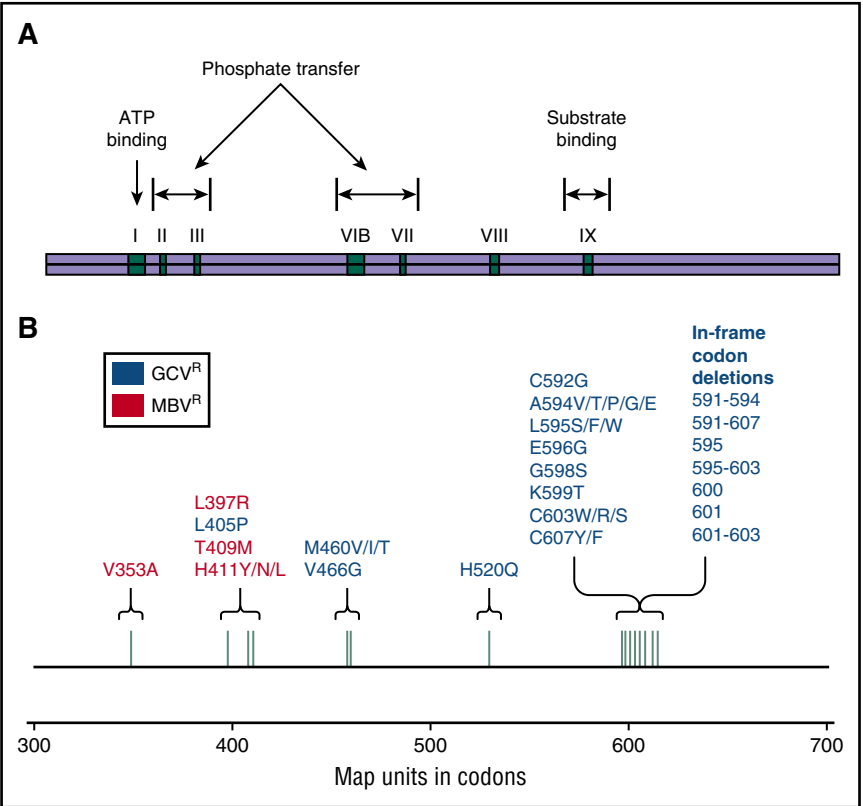 A
Phosphate transfer
ATP
binding
Substrate
binding
I II III VIB VII VIII IX
B
GCVR
MBVR
V353A
L397R
L405P
T409M
H411Y/N/L
M460V/I/T
V466G
H520Q
C592G
A594V/T/P/G/E
L595S/F/W
E596G
G598S
K599T
C603W/R/S
C607Y/F
In-frame
codon
deletions
591-594
591-607
595
595-603
600
601
601-603
300 400 500 600 700
Map units in codons